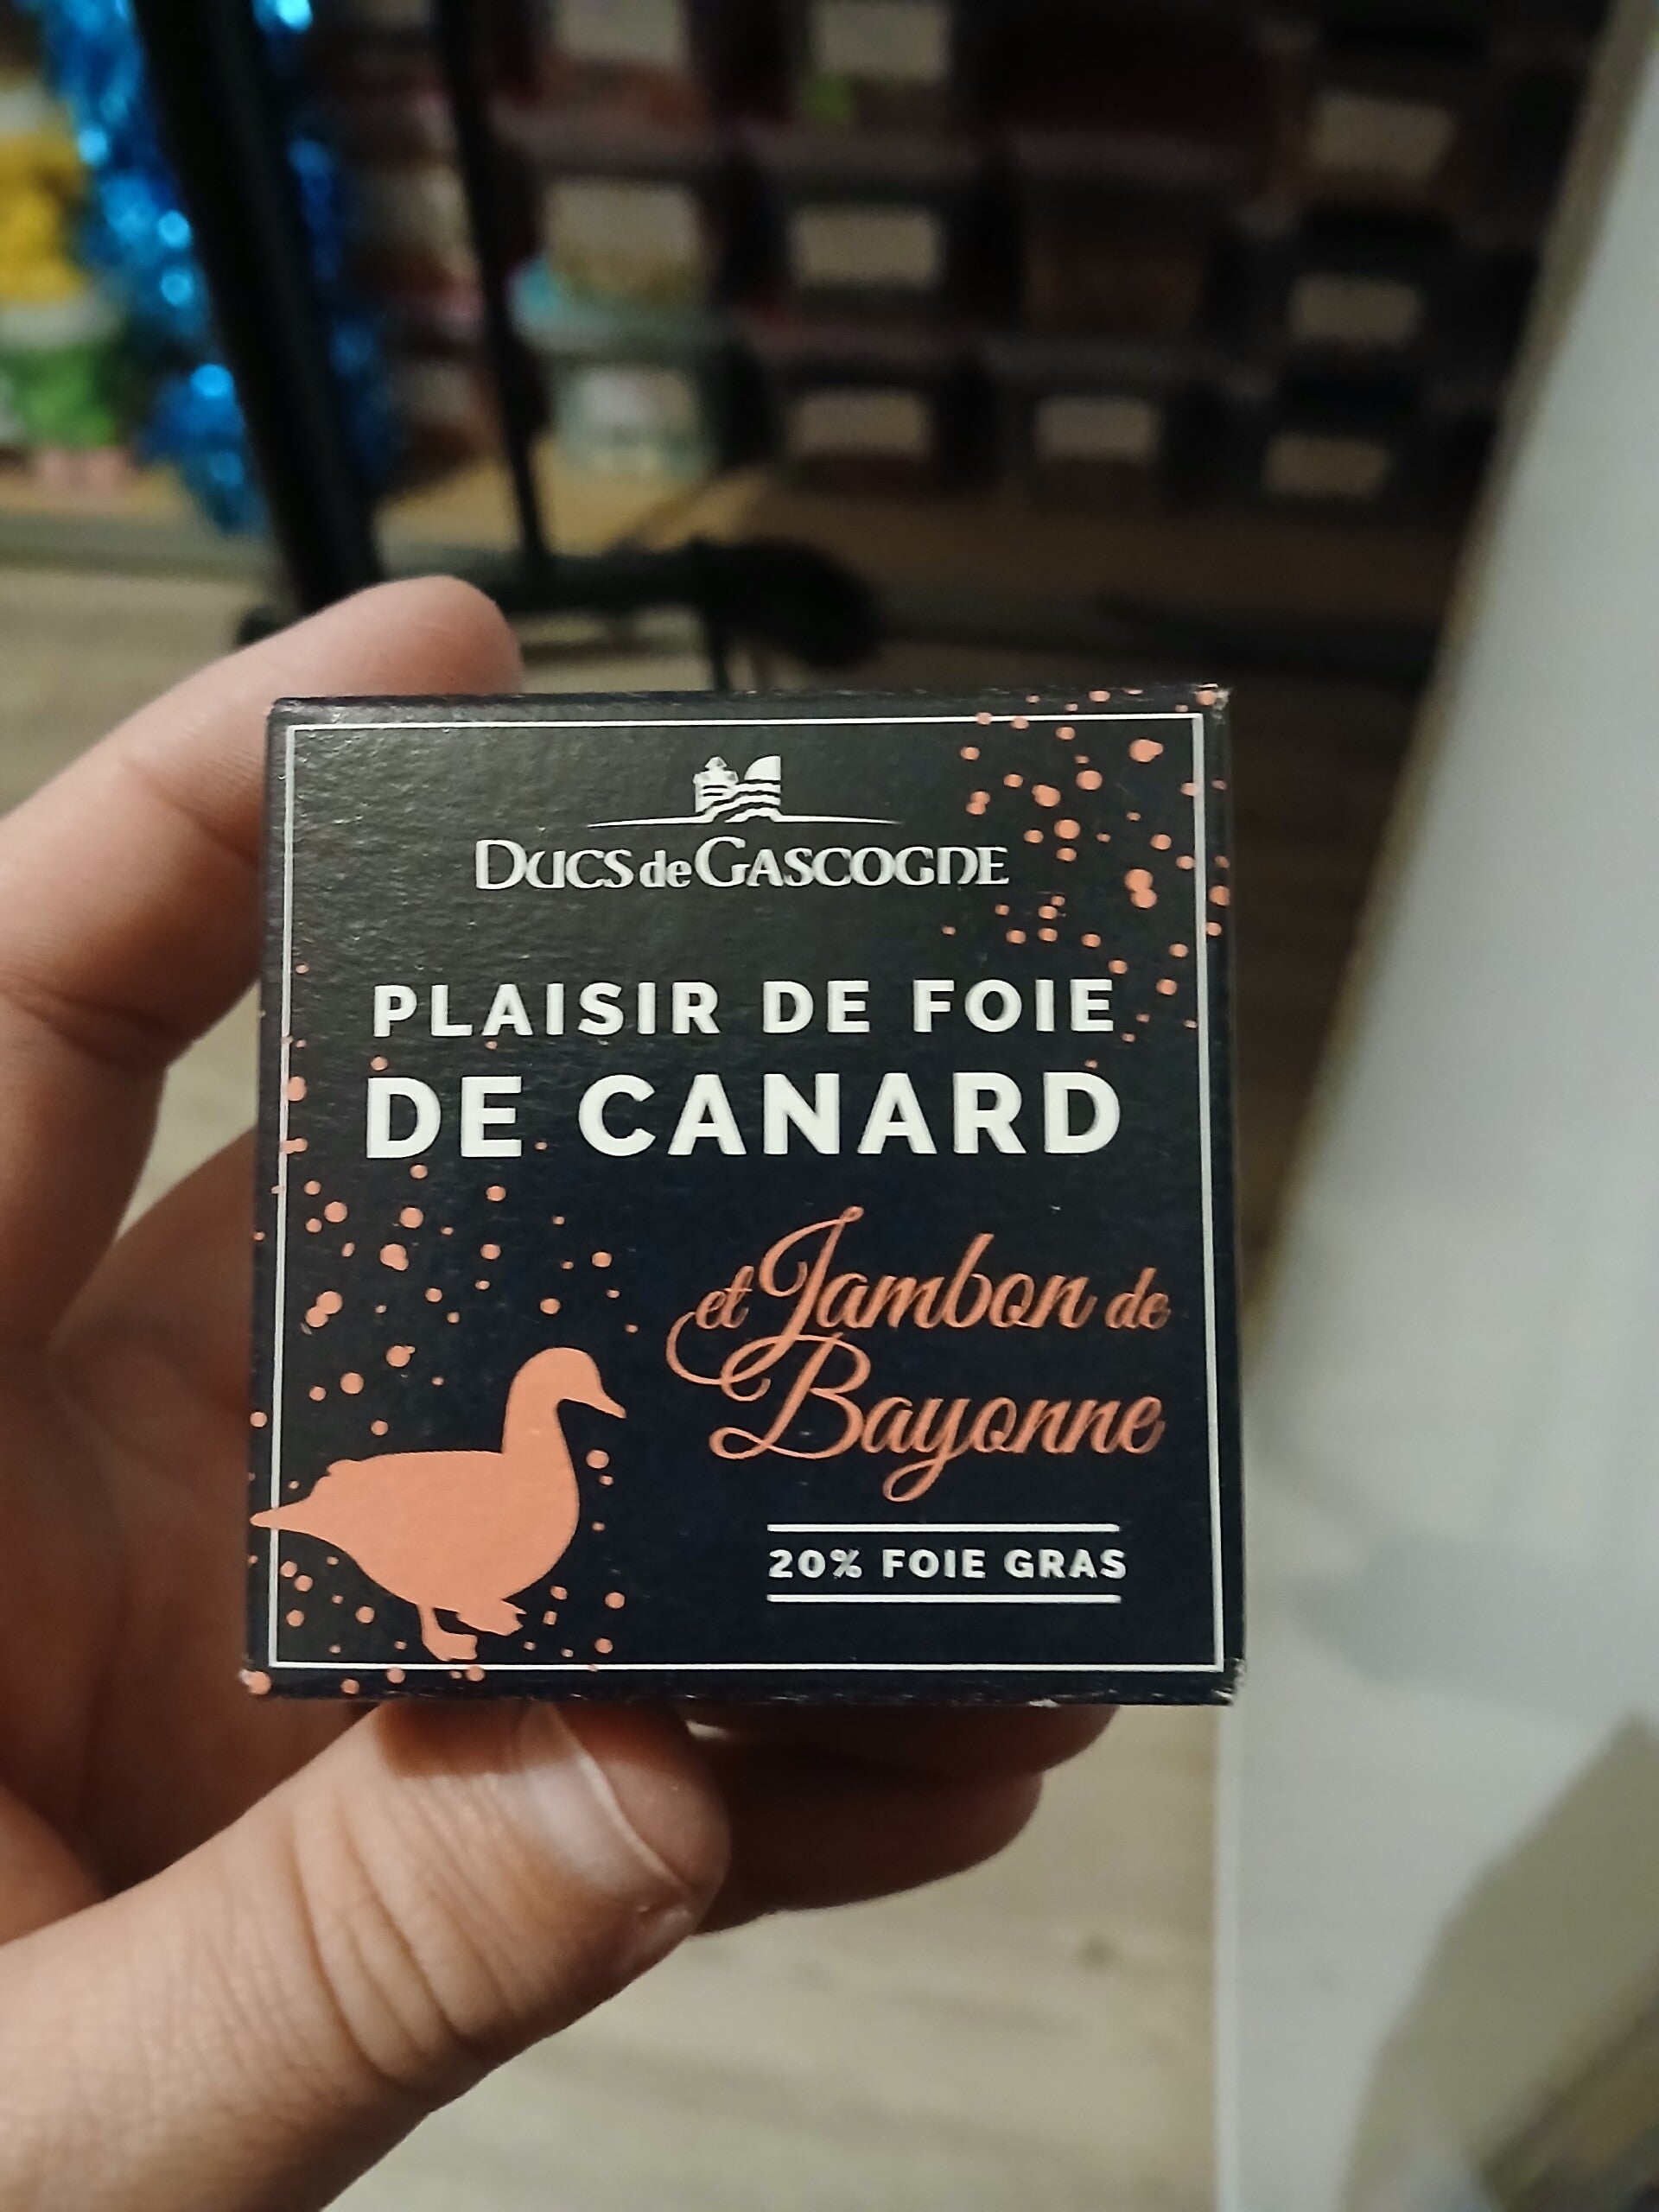 DUCS de GASCOGNE
PLAISIR DE FOIE
DE CANARD
et Jambon de
Bayonne
20% FOIE GRAS